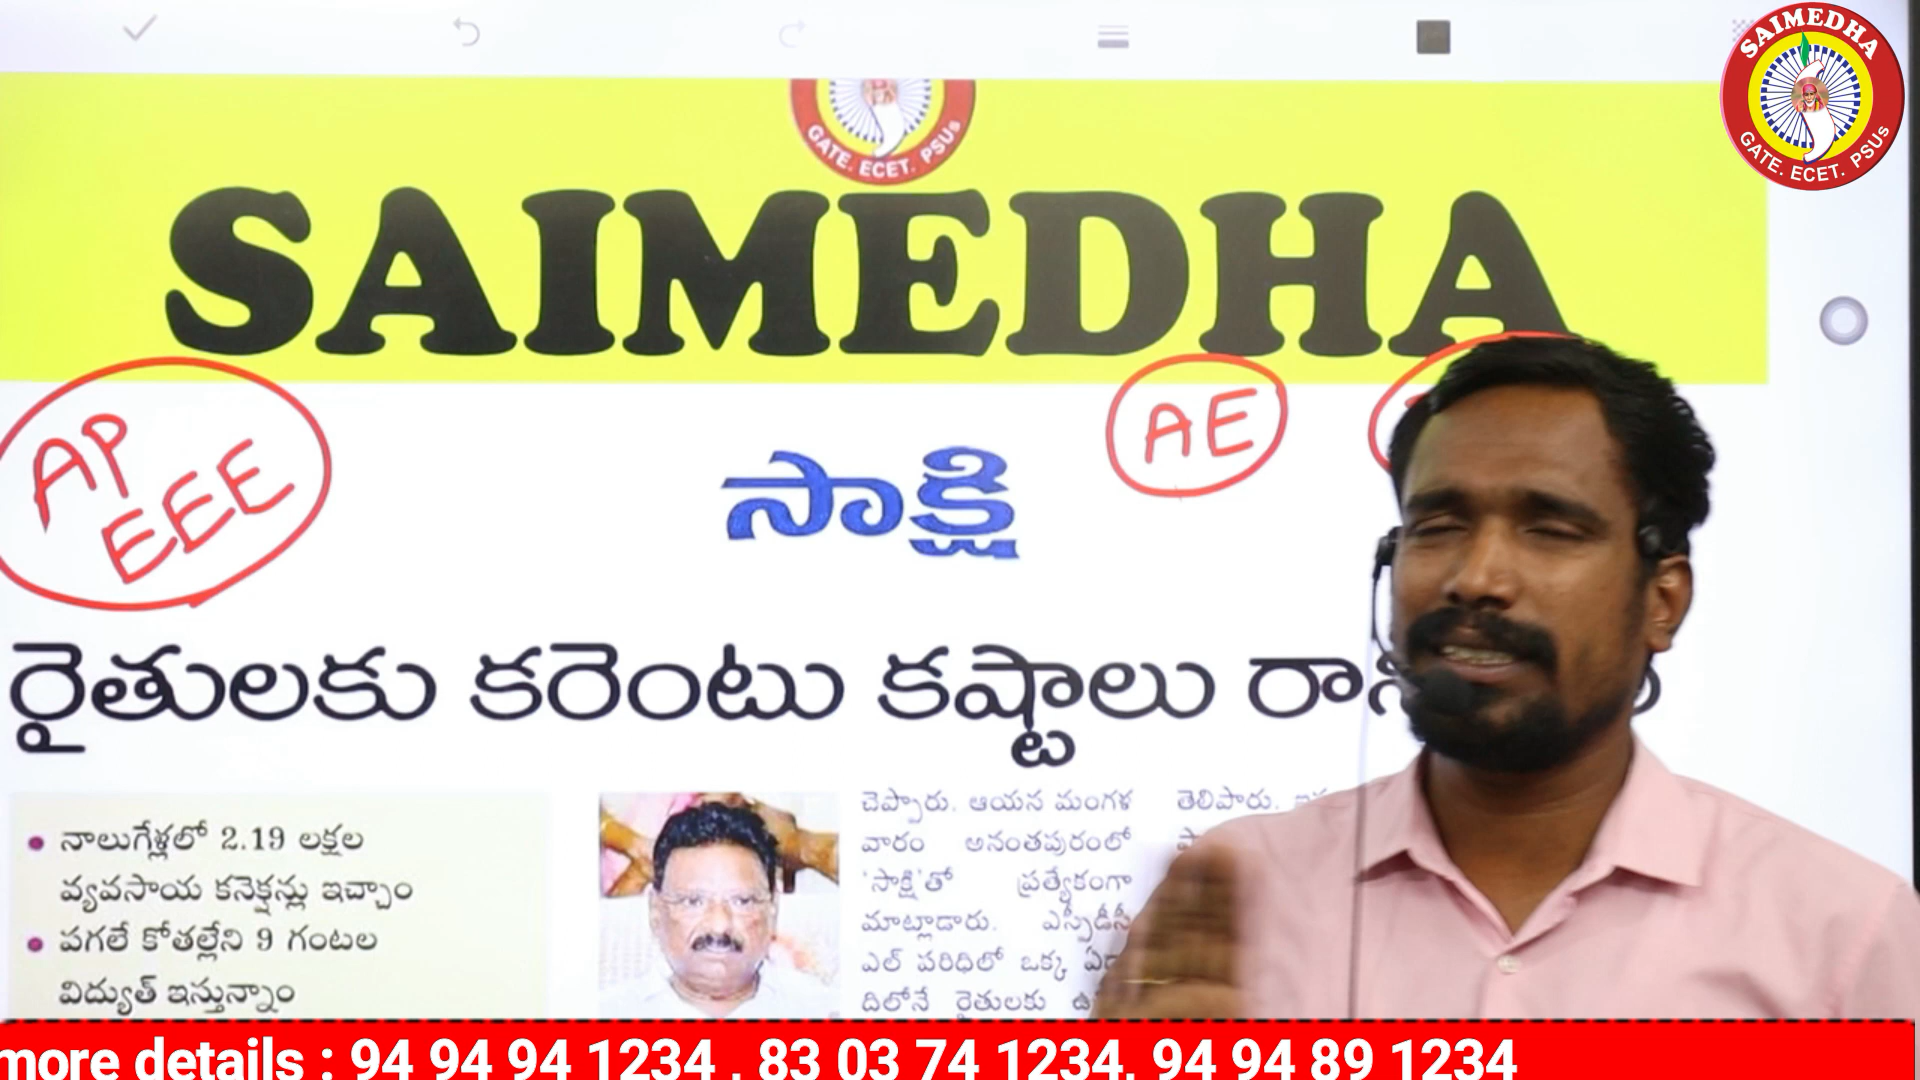 SAIMEDHA
GATE. ECET. PSUs
GATE. ECET. PSUs
SAIMEDHA
AP
EEE
AE
సాక్షి
రైతులకు కరెంటు కష్టాలు
నాలుగేళ్లలో 2.19 లక్షల
వ్యవసాయ కనెక్షన్లు ఇచ్చాం
పగలే కోతల్లేని 9 గంటల
విద్యుత్ ఇస్తున్నాం
చెప్పారు. ఆయన మంగళ
వారం అనంతపురంలో
'సాక్షి'తో ప్రత్యేకంగా
మాట్లాడారు. ఎస్పీడీసీ
ఎల్ పరిధిలో ఒక్క
దిలోనే రైతులకు
తెలిపారు.
more details : 94 94 94 1234 , 83 03 74 1234, 94 94 89 1234